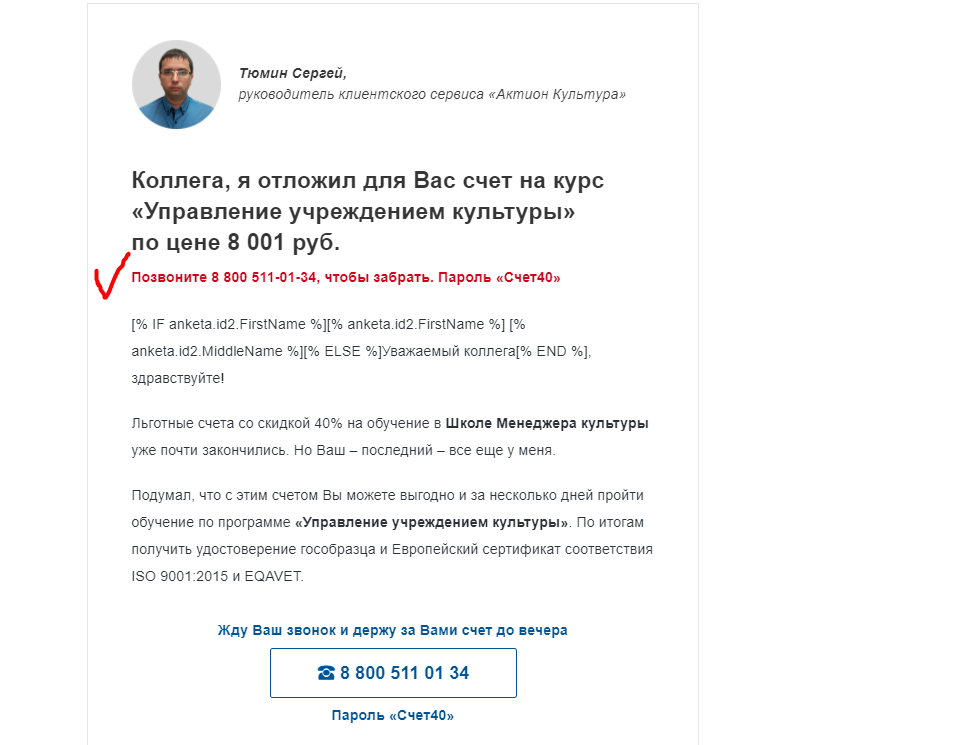 Тюмин Сергей,
руководитель клиентского сервиса «Актион Культура»
Коллега, я отложил для Вас счет на курс
«Управление учреждением культуры»
по цене 8 001 руб.
Позвоните 8 800 511-01-34, чтобы забрать. Пароль «Счет40»
[% IF anketa.id2.FirstName %][% anketa.id2.FirstName %] [%
anketa.id2.MiddleName %][% ELSE %]Уважаемый коллега[% END %],
здравствуйте!
Льготные счета со скидкой 40% на обучение в Школе Менеджера культуры
уже почти закончились. Но Ваш – последний – все еще у меня.
Подумал, что с этим счетом Вы можете выгодно и за несколько дней пройти
обучение по программе «Управление учреждением культуры». По итогам
получить удостоверение гособразца и Европейский сертификат соответствия
ISO 9001:2015 и EQAVET.
Жду Ваш звонок и держу за Вами счет до вечера
☎ 8 800 511 01 34
Пароль «Счет40»